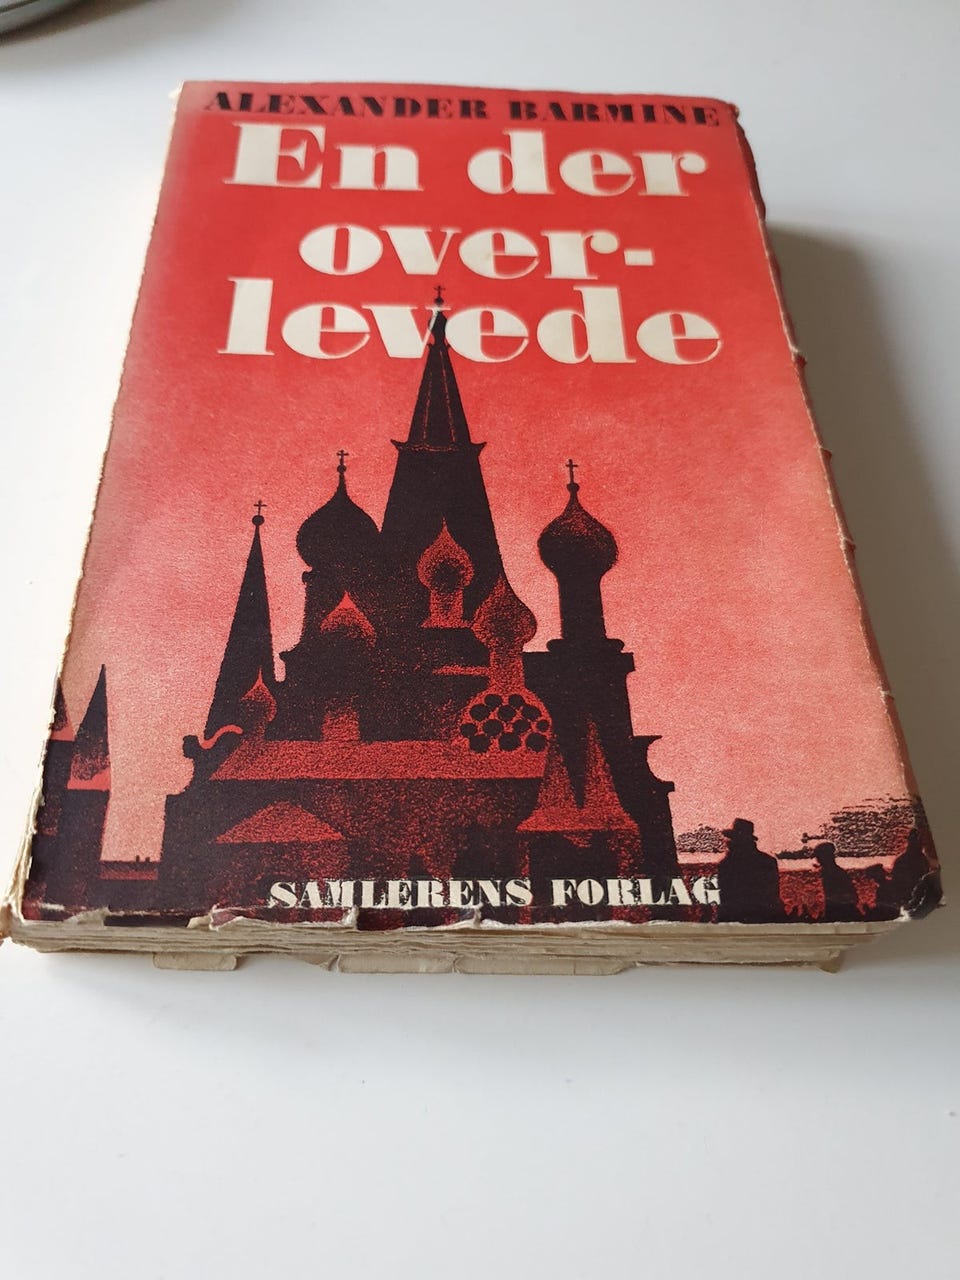 ALEXANDER BARMINE
En der
over-
levede
SAMLERENS FORLAG